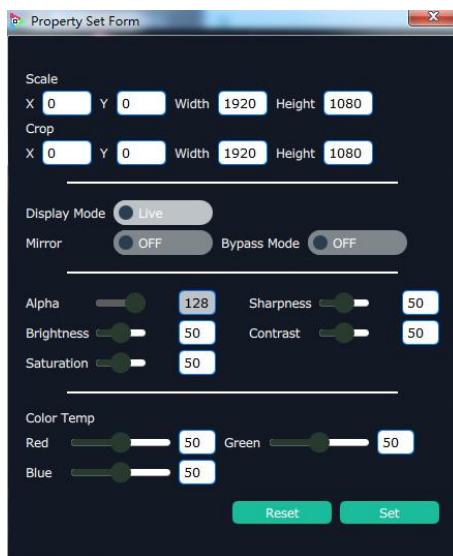 Property Set Form
Scale
X 0 Y 0 Width 1920 Height 1080
Crop
X 0 Y 0 Width 1920 Height 1080
Display Mode Live
Mirror OFF Bypass Mode OFF
Alpha 128 Sharpness 50
Brightness 50 Contrast 50
Saturation 50
Color Temp
Red 50 Green 50
Blue 50
Reset Set